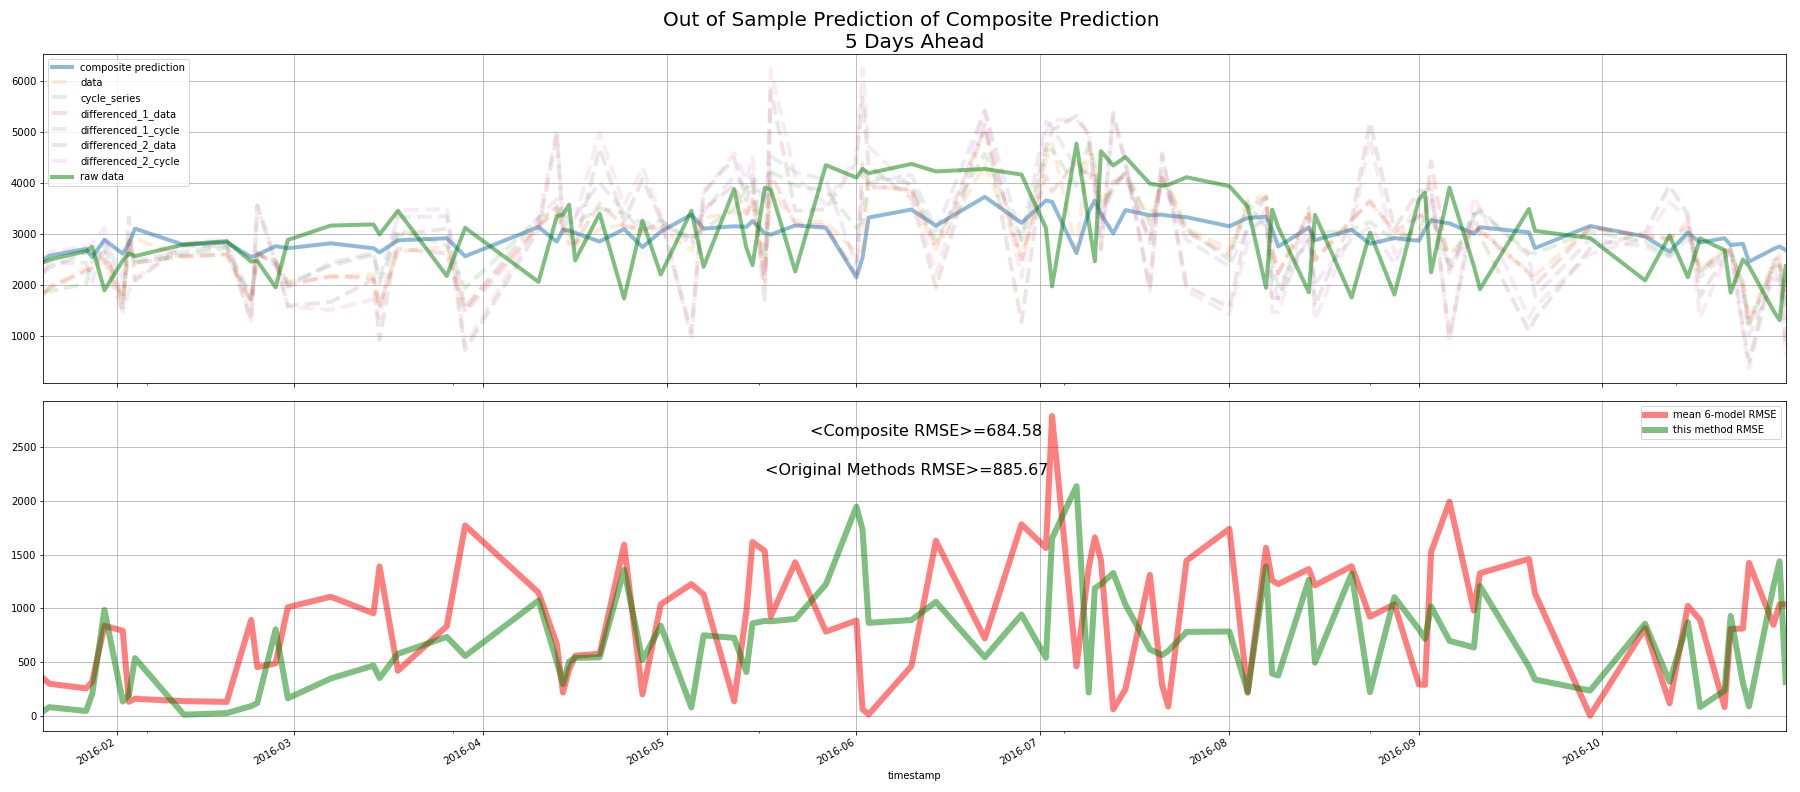 Out of Sample Prediction of Composite Prediction
5 Days Ahead
composite prediction
data
cycle_series
differenced_1_data
differenced_1_cycle
differenced_2_data
differenced_2_cycle
raw data
6000
5000
4000
3000
2000
1000
<Composite RMSE>=684.58
<Original Methods RMSE>=885.67
mean 6-model RMSE
this method RMSE
2500
2000
1500
1000
500
0
2016-02
2016-03
2016-04
2016-05
2016-06
2016-07
2016-08
2016-09
2016-10
timestamp